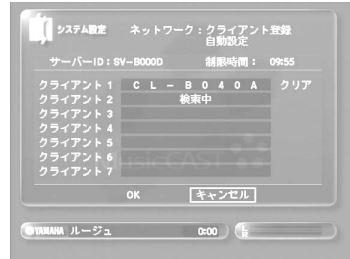 システム設定 ネットワーク：クライアント登録
自動設定
サーバーID：SV-B000D 制限時間： 09:55
クライアント 1 C L - B 0 4 0 A クリア
クライアント 2 検索中
クライアント 3
クライアント 4
クライアント 5
クライアント 6
クライアント 7
MusicCAST
OK キャンセル
YAMAHA ルージュ 0:00 L
R